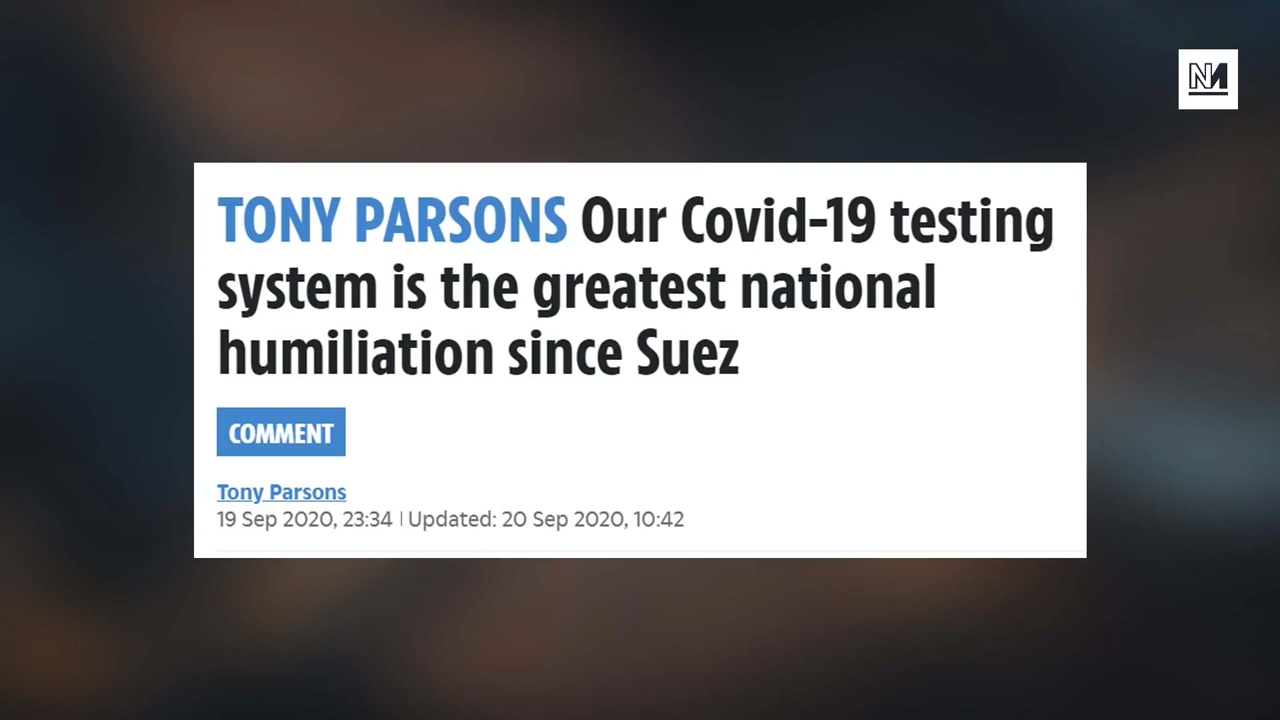 NM
TONY PARSONS Our Covid-19 testing
system is the greatest national
humiliation since Suez
COMMENT
Tony Parsons
19 Sep 2020, 23:34 | Updated: 20 Sep 2020, 10:42